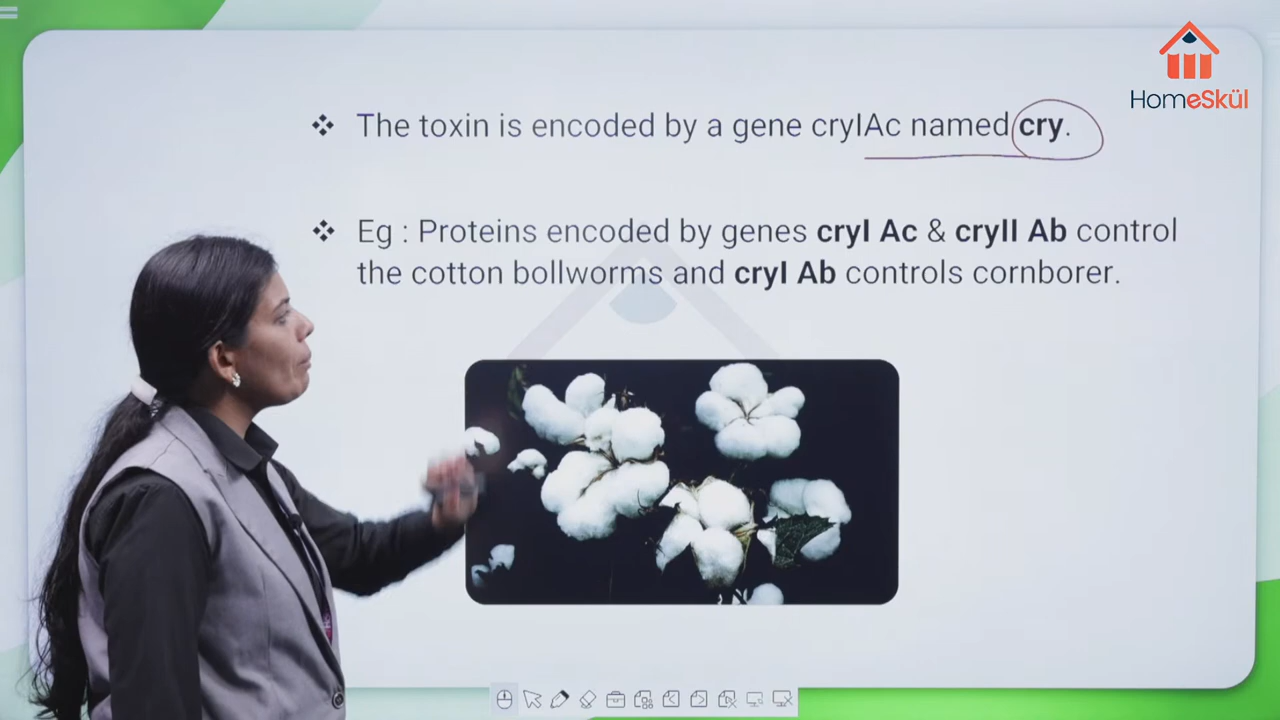 HomeSkül
The toxin is encoded by a gene cryIAc named cry.
Eg : Proteins encoded by genes cryI Ac & cryII Ab control
the cotton bollworms and cryI Ab controls cornborer.